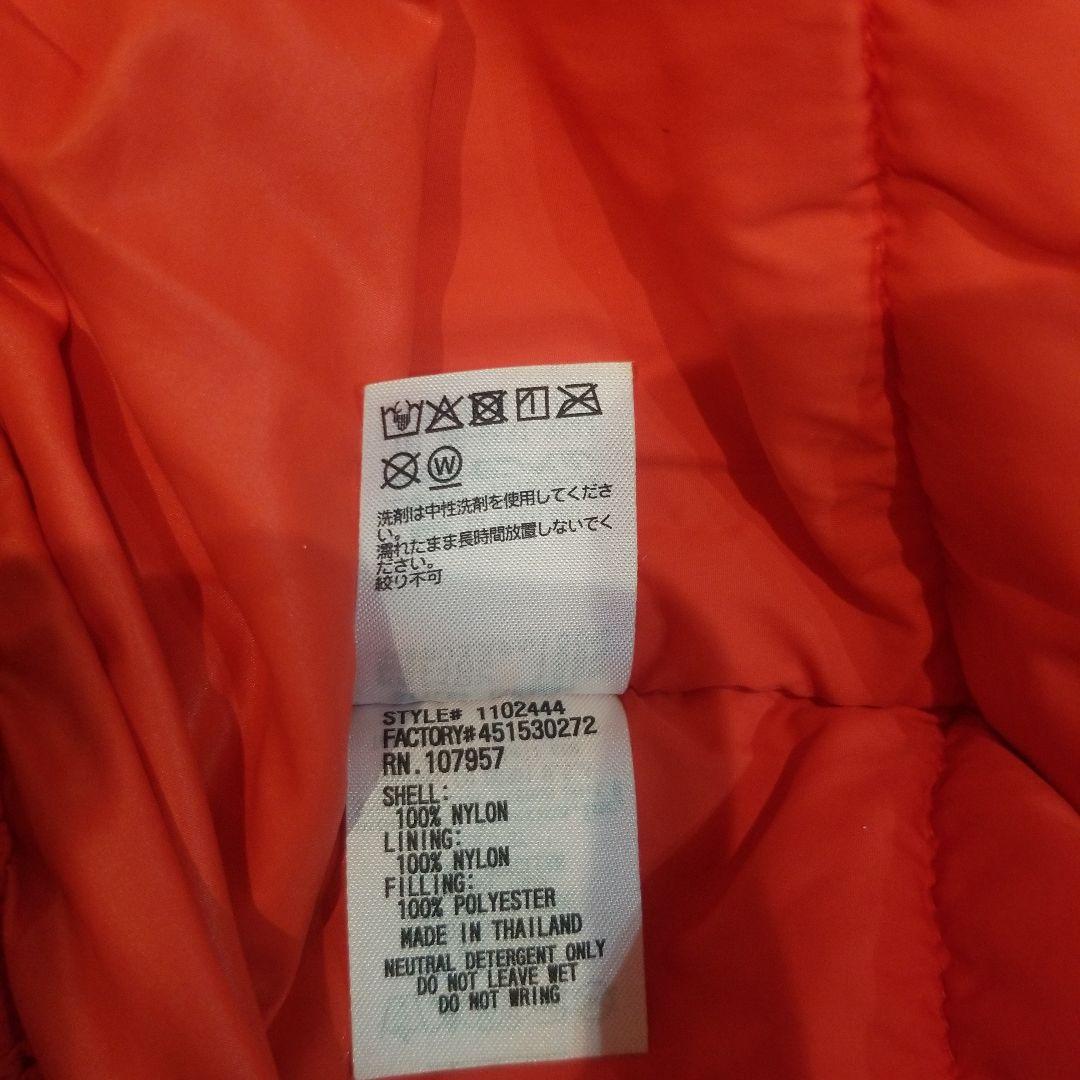 W
洗剤は中性洗剤を使用してくださ
い。
濡れたまま長時間放置しないでく
ださい。
絞り不可
STYLE# 1102444
FACTORY#451530272
RN.107957
SHELL:
100% NYLON
LINING:
100% NYLON
FILLING:
100% POLYESTER
MADE IN THAILAND
NEUTRAL DETERGENT ONLY
DO NOT LEAVE WET
DO NOT WRING